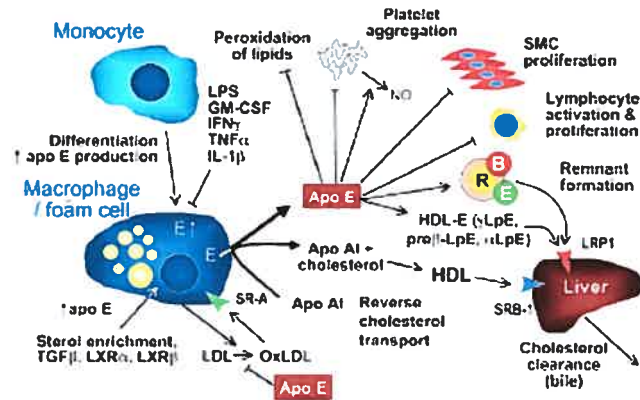 Monocyte
Peroxidation
of lipids
Platelet
aggregation
SMC
proliferation
NO
LPS
GM-CSF
IFNγ
TNFα
IL-1β
Differentiation
↑ apo E production
Lymphocyte
activation &
proliferation
Macrophage
/ foam cell
Apo E
R
B
E
Remnant
formation
E↑
E
HDL-E (γLpE,
preβ-LpE, αLpE)
LRP1
Apo AI +
cholesterol
HDL
Liver
SRB-1
↑apo E
SR-A
Apo AI
Reverse
cholesterol
transport
Sterol enrichment,
TGFβ, LXRα, LXRβ
LDL
OxLDL
Apo E
Cholesterol
clearance
(bile)